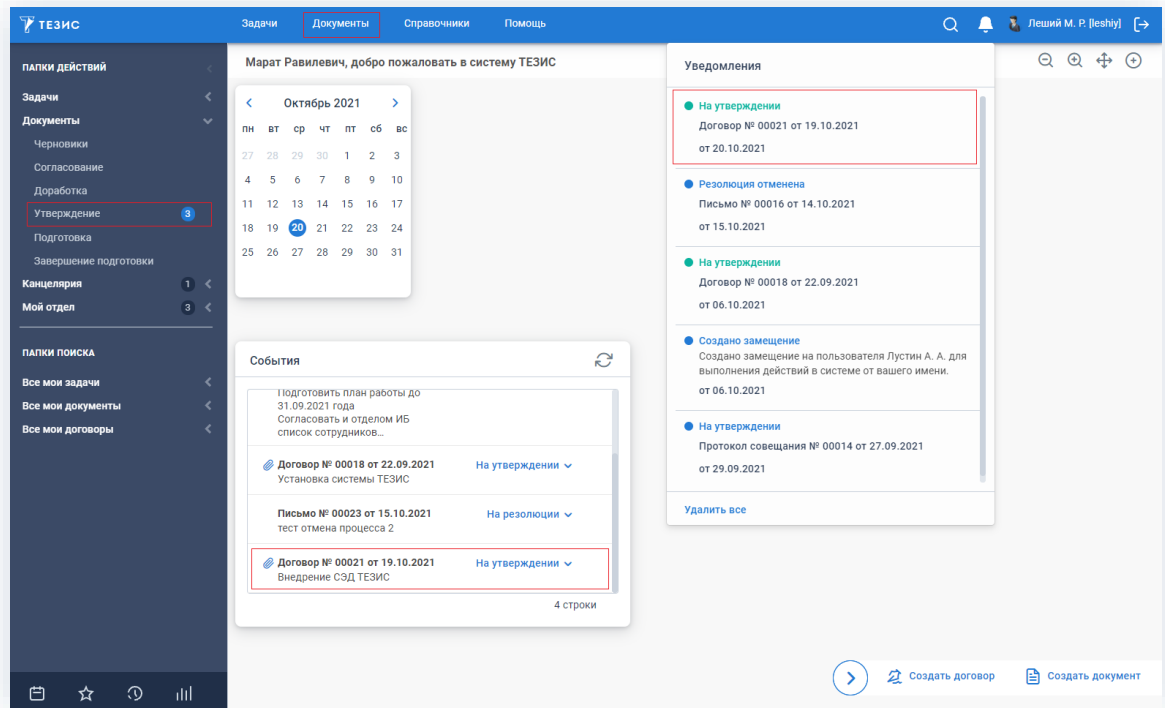 ТЕЗИС
Задачи
Документы
Справочники
Помощь
Леший М. Р. [leshiy]
ПАПКИ ДЕЙСТВИЙ
Задачи
Документы
Черновики
Согласование
Доработка
Утверждение 3
Подготовка
Завершение подготовки
Канцелярия 1
Мой отдел 3
ПАПКИ ПОИСКА
Все мои задачи
Все мои документы
Все мои договоры
Марат Равилевич, добро пожаловать в систему ТЕЗИС
Октябрь 2021
пн вт ср чт пт сб вс
27 28 29 30 1 2 3
4 5 6 7 8 9 10
11 12 13 14 15 16 17
18 19 20 21 22 23 24
25 26 27 28 29 30 31
События
Подготовить план работы до
31.09.2021 года
Согласовать и отделом ИБ
список сотрудников...
Договор № 00018 от 22.09.2021 На утверждении
Установка системы ТЕЗИС
Письмо № 00023 от 15.10.2021 На резолюции
тест отмена процесса 2
Договор № 00021 от 19.10.2021 На утверждении
Внедрение СЭД ТЕЗИС
4 строки
Уведомления
На утверждении
Договор № 00021 от 19.10.2021
от 20.10.2021
Резолюция отменена
Письмо № 00016 от 14.10.2021
от 15.10.2021
На утверждении
Договор № 00018 от 22.09.2021
от 06.10.2021
Создано замещение
Создано замещение на пользователя Лустин А. А. для
выполнения действий в системе от вашего имени.
от 06.10.2021
На утверждении
Протокол совещания № 00014 от 27.09.2021
от 29.09.2021
Удалить все
Создать договор
Создать документ